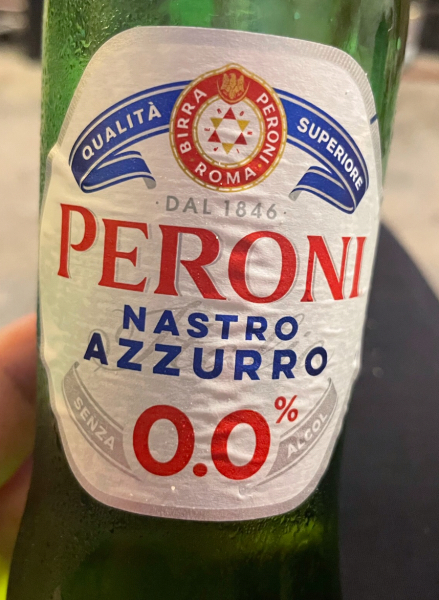 QUALITÀ SUPERIORE
BIRRA PERONI
ROMA
·DAL 1846·
PERONI
NASTRO
AZZURRO
0.0%
SENZA ALCOL